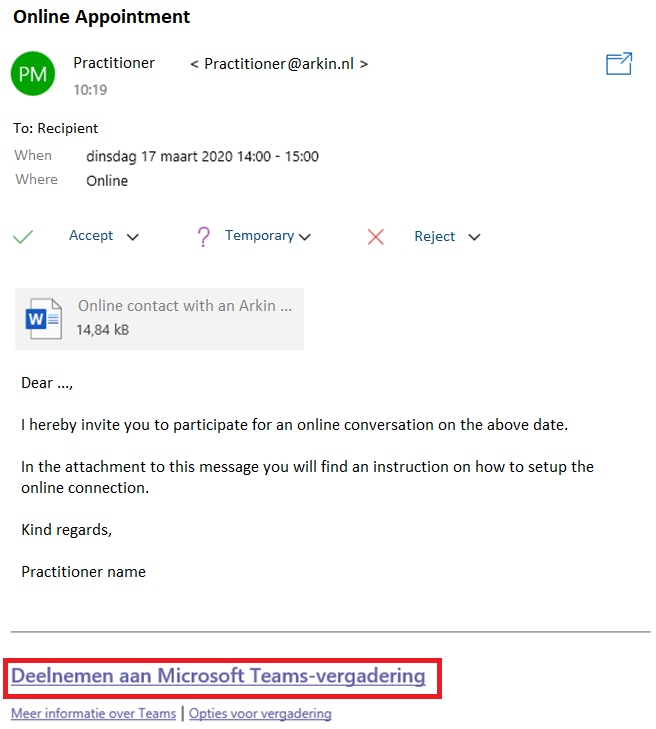 Online Appointment
PM
Practitioner < Practitioner@arkin.nl >
10:19
To: Recipient
When dinsdag 17 maart 2020 14:00 - 15:00
Where Online
Accept ? Temporary Reject
W Online contact with an Arkin ...
14,84 kB
Dear ...,
I hereby invite you to participate for an online conversation on the above date.
In the attachment to this message you will find an instruction on how to setup the
online connection.
Kind regards,
Practitioner name
Deelnemen aan Microsoft Teams-vergadering
Meer informatie over Teams | Opties voor vergadering